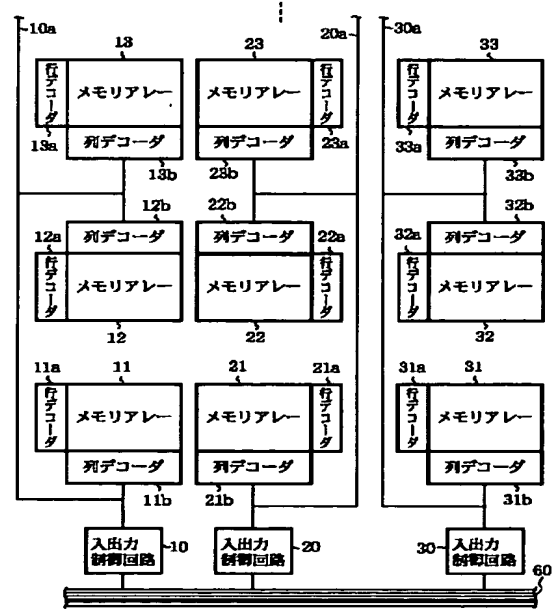 10a
20a
30a
13
23
33
行デコーダ
メモリアレー
メモリアレー
行デコーダ
行デコーダ
メモリアレー
13a
列デコーダ
列デコーダ
23a
33a
列デコーダ
13b
23b
33b
12b
22b
32b
12a
列デコーダ
列デコーダ
22a
32a
列デコーダ
行デコーダ
メモリアレー
メモリアレー
行デコーダ
行デコーダ
メモリアレー
12
22
32
11a
11
21
21a
31a
31
行デコーダ
メモリアレー
メモリアレー
行デコーダ
行デコーダ
メモリアレー
列デコーダ
列デコーダ
列デコーダ
11b
21b
31b
入出力
制御回路
10
入出力
制御回路
20
30
入出力
制御回路
60